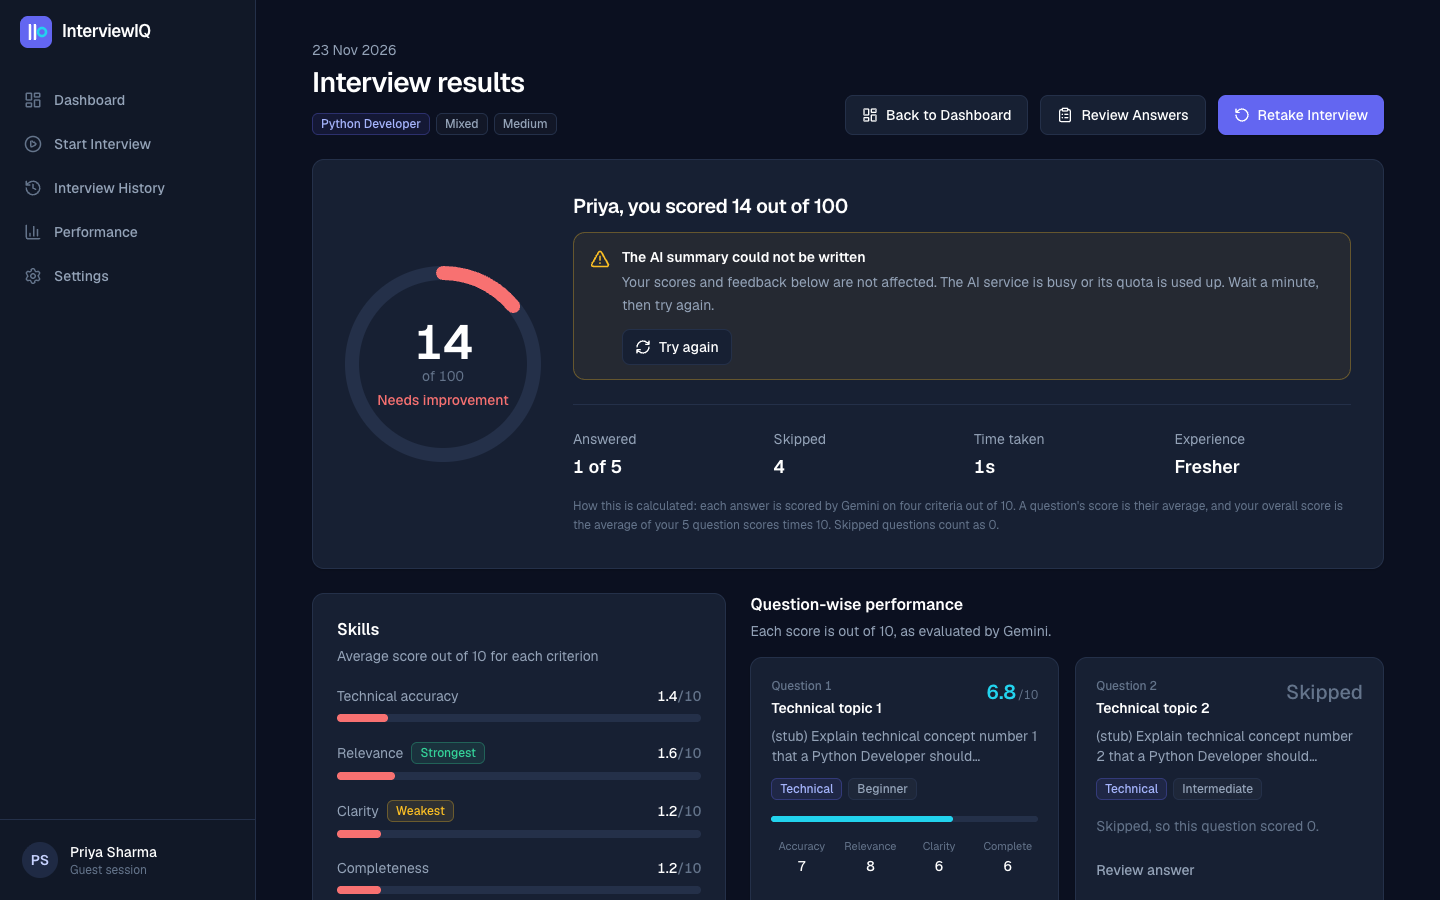 InterviewIQ
Dashboard
Start Interview
Interview History
Performance
Settings
PS
Priya Sharma
Guest session
23 Nov 2026
Interview results
Python Developer
Mixed
Medium
Back to Dashboard
Review Answers
Retake Interview
14
of 100
Needs improvement
Priya, you scored 14 out of 100
The AI summary could not be written
Your scores and feedback below are not affected. The AI service is busy or its quota is used up. Wait a minute,
then try again.
Try again
Answered
1 of 5
Skipped
4
Time taken
1s
Experience
Fresher
How this is calculated: each answer is scored by Gemini on four criteria out of 10. A question's score is their average, and your overall score is
the average of your 5 question scores times 10. Skipped questions count as 0.
Skills
Average score out of 10 for each criterion
Technical accuracy 1.4/10
Relevance Strongest 1.6/10
Clarity Weakest 1.2/10
Completeness 1.2/10
Question-wise performance
Each score is out of 10, as evaluated by Gemini.
Question 1
Technical topic 1
6.8/10
(stub) Explain technical concept number 1
that a Python Developer should...
Technical
Beginner
Accuracy
7
Relevance
8
Clarity
6
Complete
6
Question 2
Technical topic 2
Skipped
(stub) Explain technical concept number
2 that a Python Developer should...
Technical
Intermediate
Skipped, so this question scored 0.
Review answer